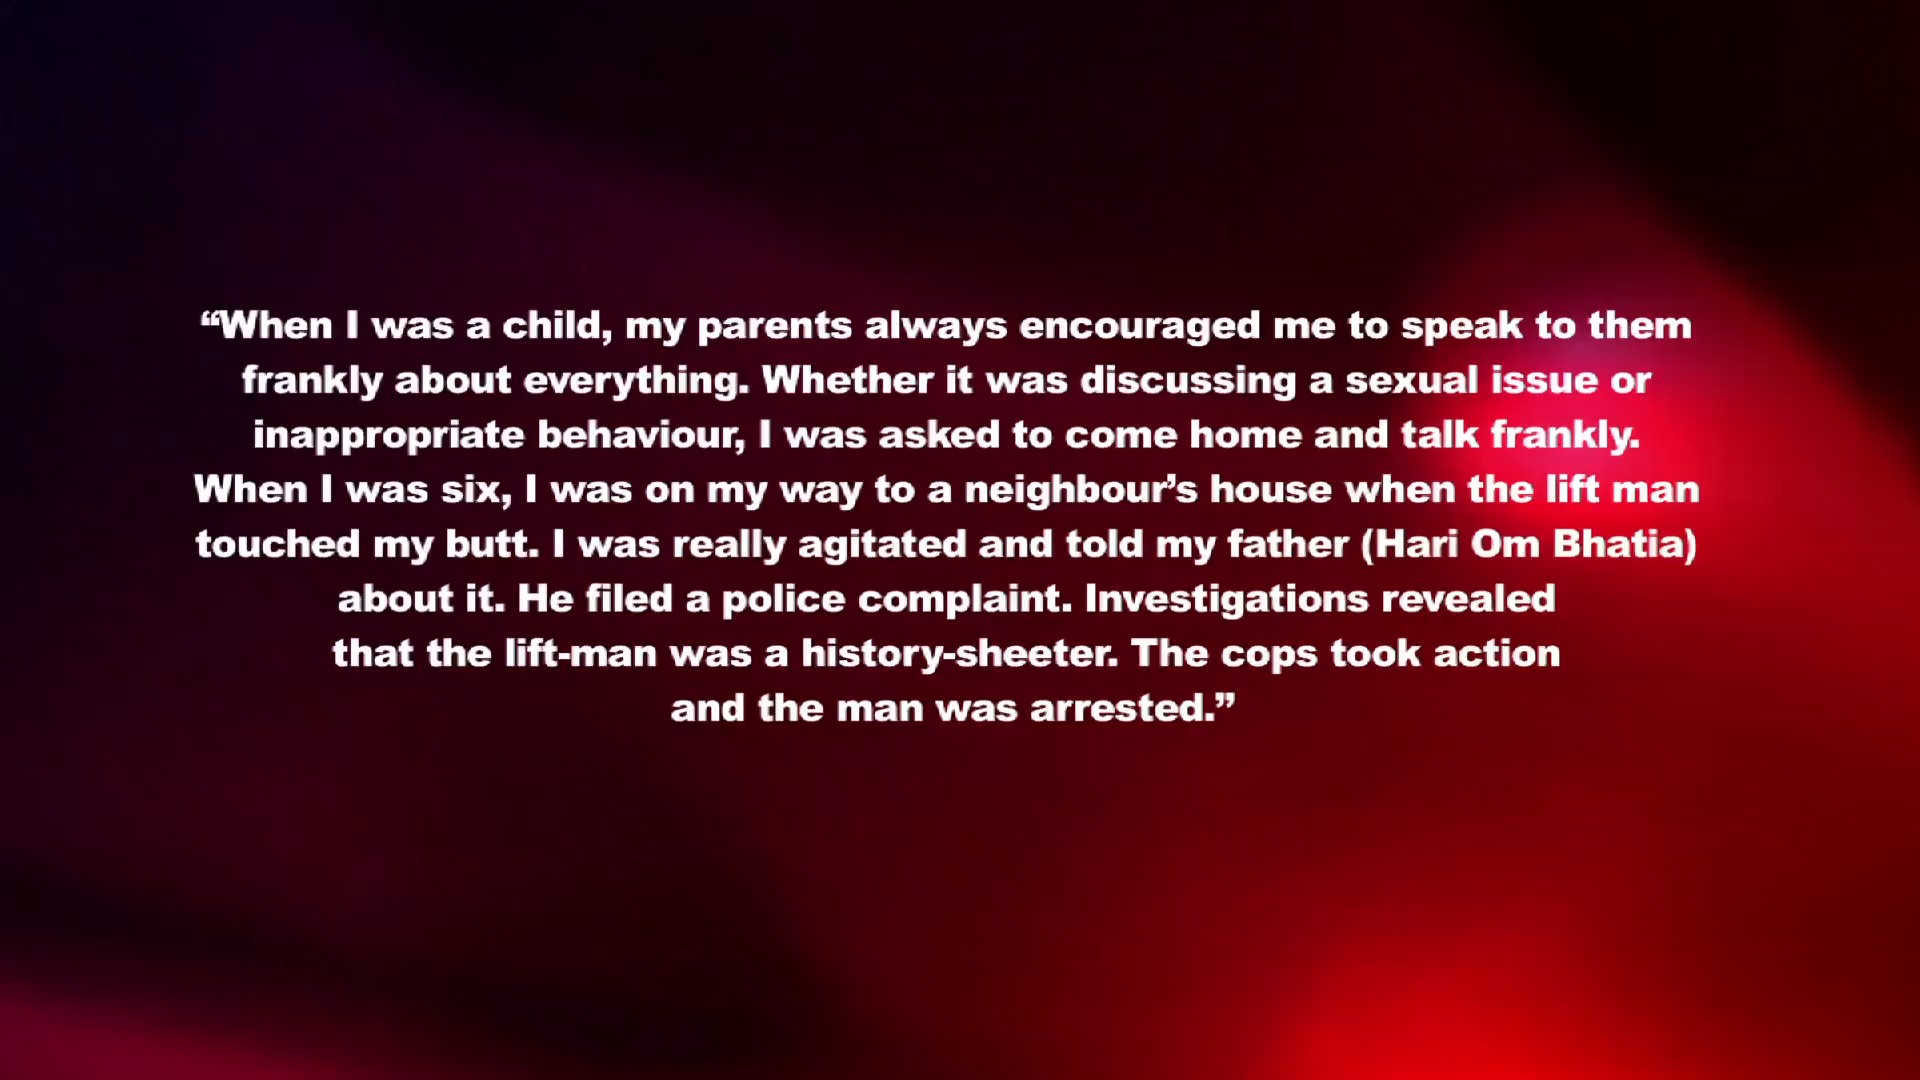 “When I was a child, my parents always encouraged me to speak to them
frankly about everything. Whether it was discussing a sexual issue or
inappropriate behaviour, I was asked to come home and talk frankly.
When I was six, I was on my way to a neighbour’s house when the lift man
touched my butt. I was really agitated and told my father (Hari Om Bhatia)
about it. He filed a police complaint. Investigations revealed
that the lift-man was a history-sheeter. The cops took action
and the man was arrested.”